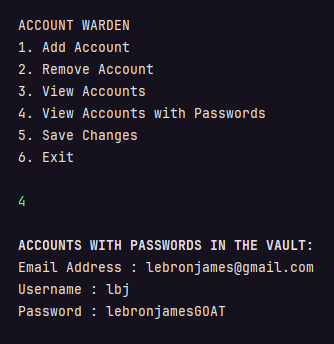 ACCOUNT WARDEN
1. Add Account
2. Remove Account
3. View Accounts
4. View Accounts with Passwords
5. Save Changes
6. Exit
4
ACCOUNTS WITH PASSWORDS IN THE VAULT:
Email Address : lebronjames@gmail.com
Username : lbj
Password : lebronjamesGOAT